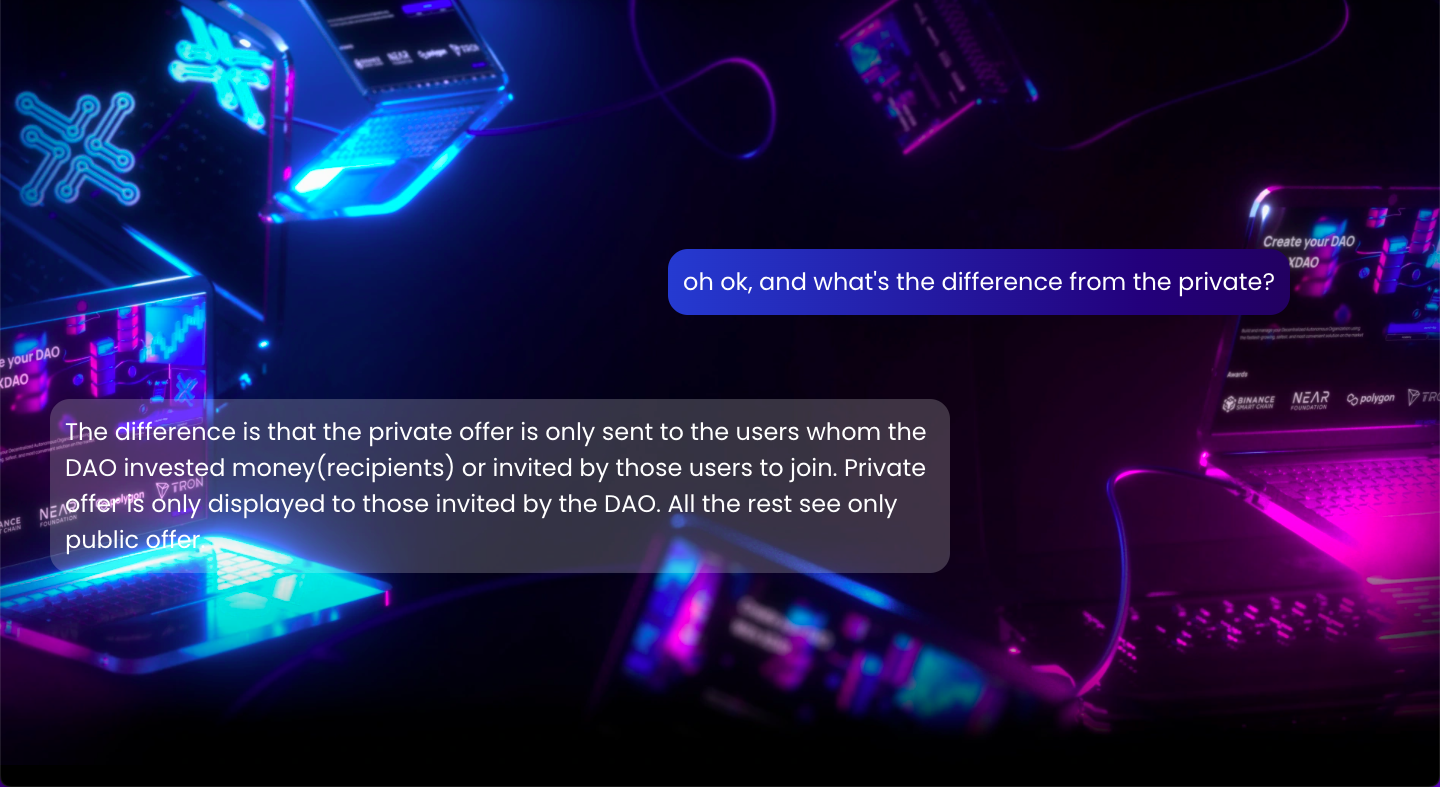 NEAR
FOUNDATION
polygon
TRON
oh ok, and what's the difference from the private?
Create your DAO
XDAO
Awards
BINANCE
SMART CHAIN
NEAR
FOUNDATION
polygon
your DAO
XDAO
The difference is that the private offer is only sent to the users whom the
DAO invested money(recipients) or invited by those users to join. Private
offer is only displayed to those invited by the DAO. All the rest see only
public offer
polygon
TRON